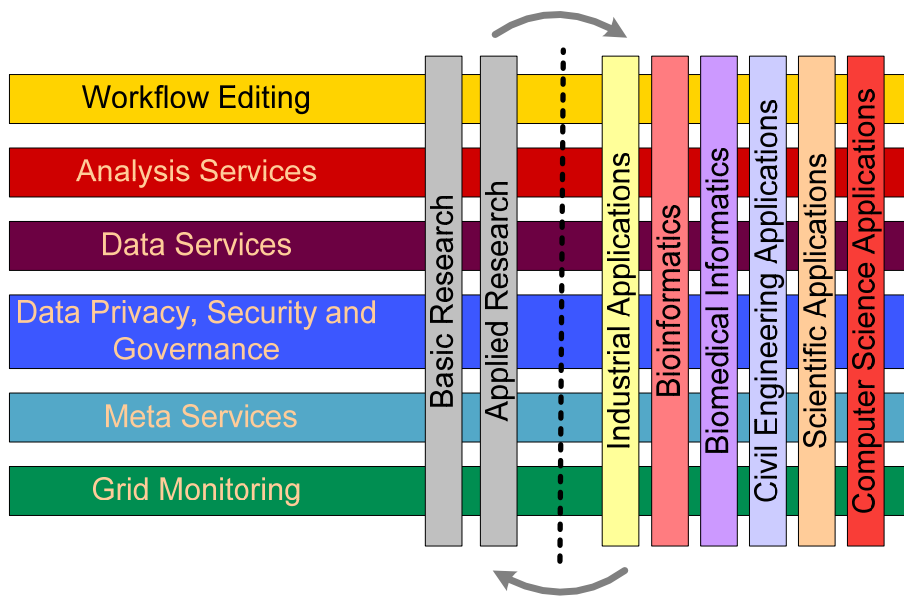 Workflow Editing
Analysis Services
Data Services
Data Privacy, Security and
Governance
Meta Services
Grid Monitoring
Basic Research
Applied Research
Industrial Applications
Bioinformatics
Biomedical Informatics
Civil Engineering Applications
Scientific Applications
Computer Science Applications